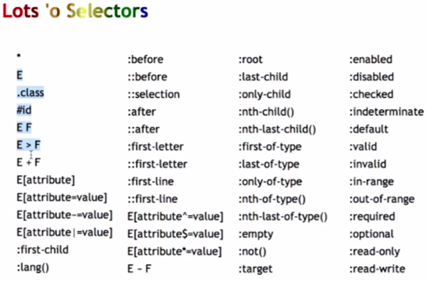 Lots 'o Selectors
*
E
.class
#id
E F
E > F
E + F
E[attribute]
E[attribute=value]
E[attribute~=value]
E[attribute|=value]
:first-child
:lang()
:before
::before
::selection
:after
::after
:first-letter
::first-letter
:first-line
::first-line
E[attribute^=value]
E[attribute$=value]
E[attribute*=value]
E ~ F
:root
:last-child
:only-child
:nth-child()
:nth-last-child()
:first-of-type
:last-of-type
:only-of-type
:nth-of-type()
:nth-last-of-type()
:empty
:not()
:target
:enabled
:disabled
:checked
:indeterminate
:default
:valid
:invalid
:in-range
:out-of-range
:required
:optional
:read-only
:read-write